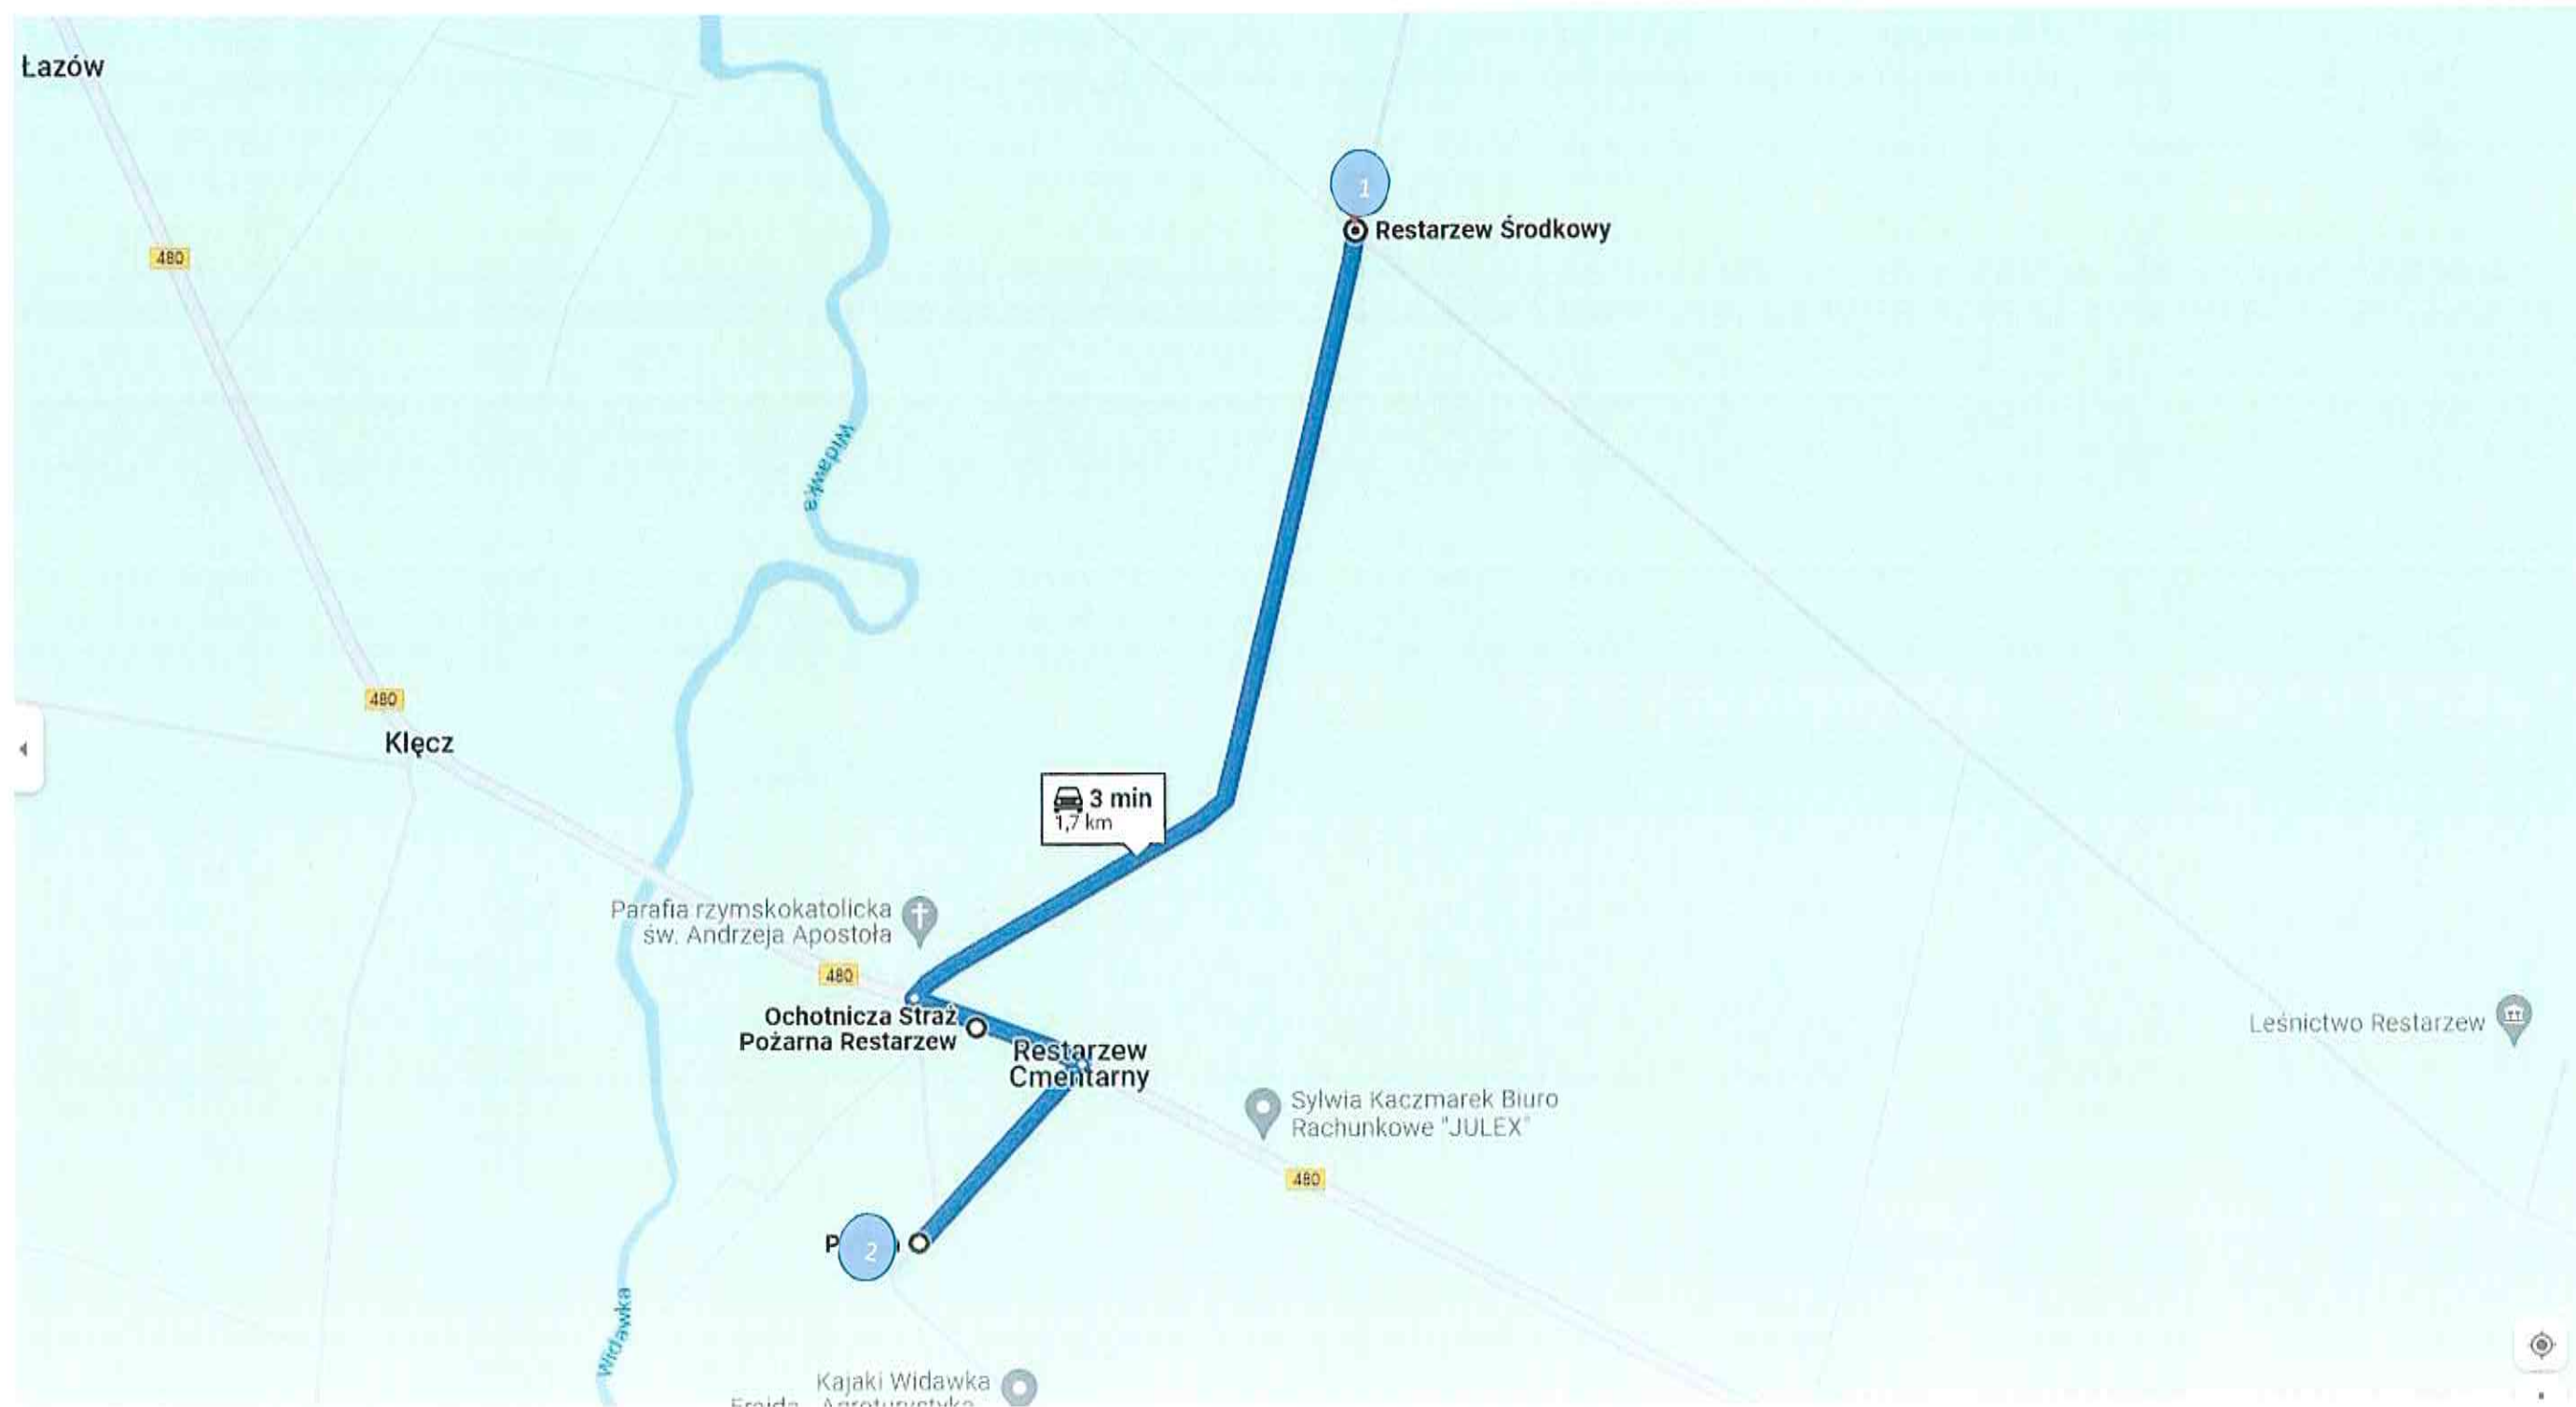 Łazów
1
Restarzew Środkowy
480
Widawka
480
Klęcz
3 min
1,7 km
Parafia rzymskokatolicka
św. Andrzeja Apostoła
480
Ochotnicza Straż
Pożarna Restarzew
Restarzew
Cmentarny
Leśnictwo Restarzew
Sylwia Kaczmarek Biuro
Rachunkowe "JULEX"
480
2
Widawka
Kajaki Widawka
Agroturystyka